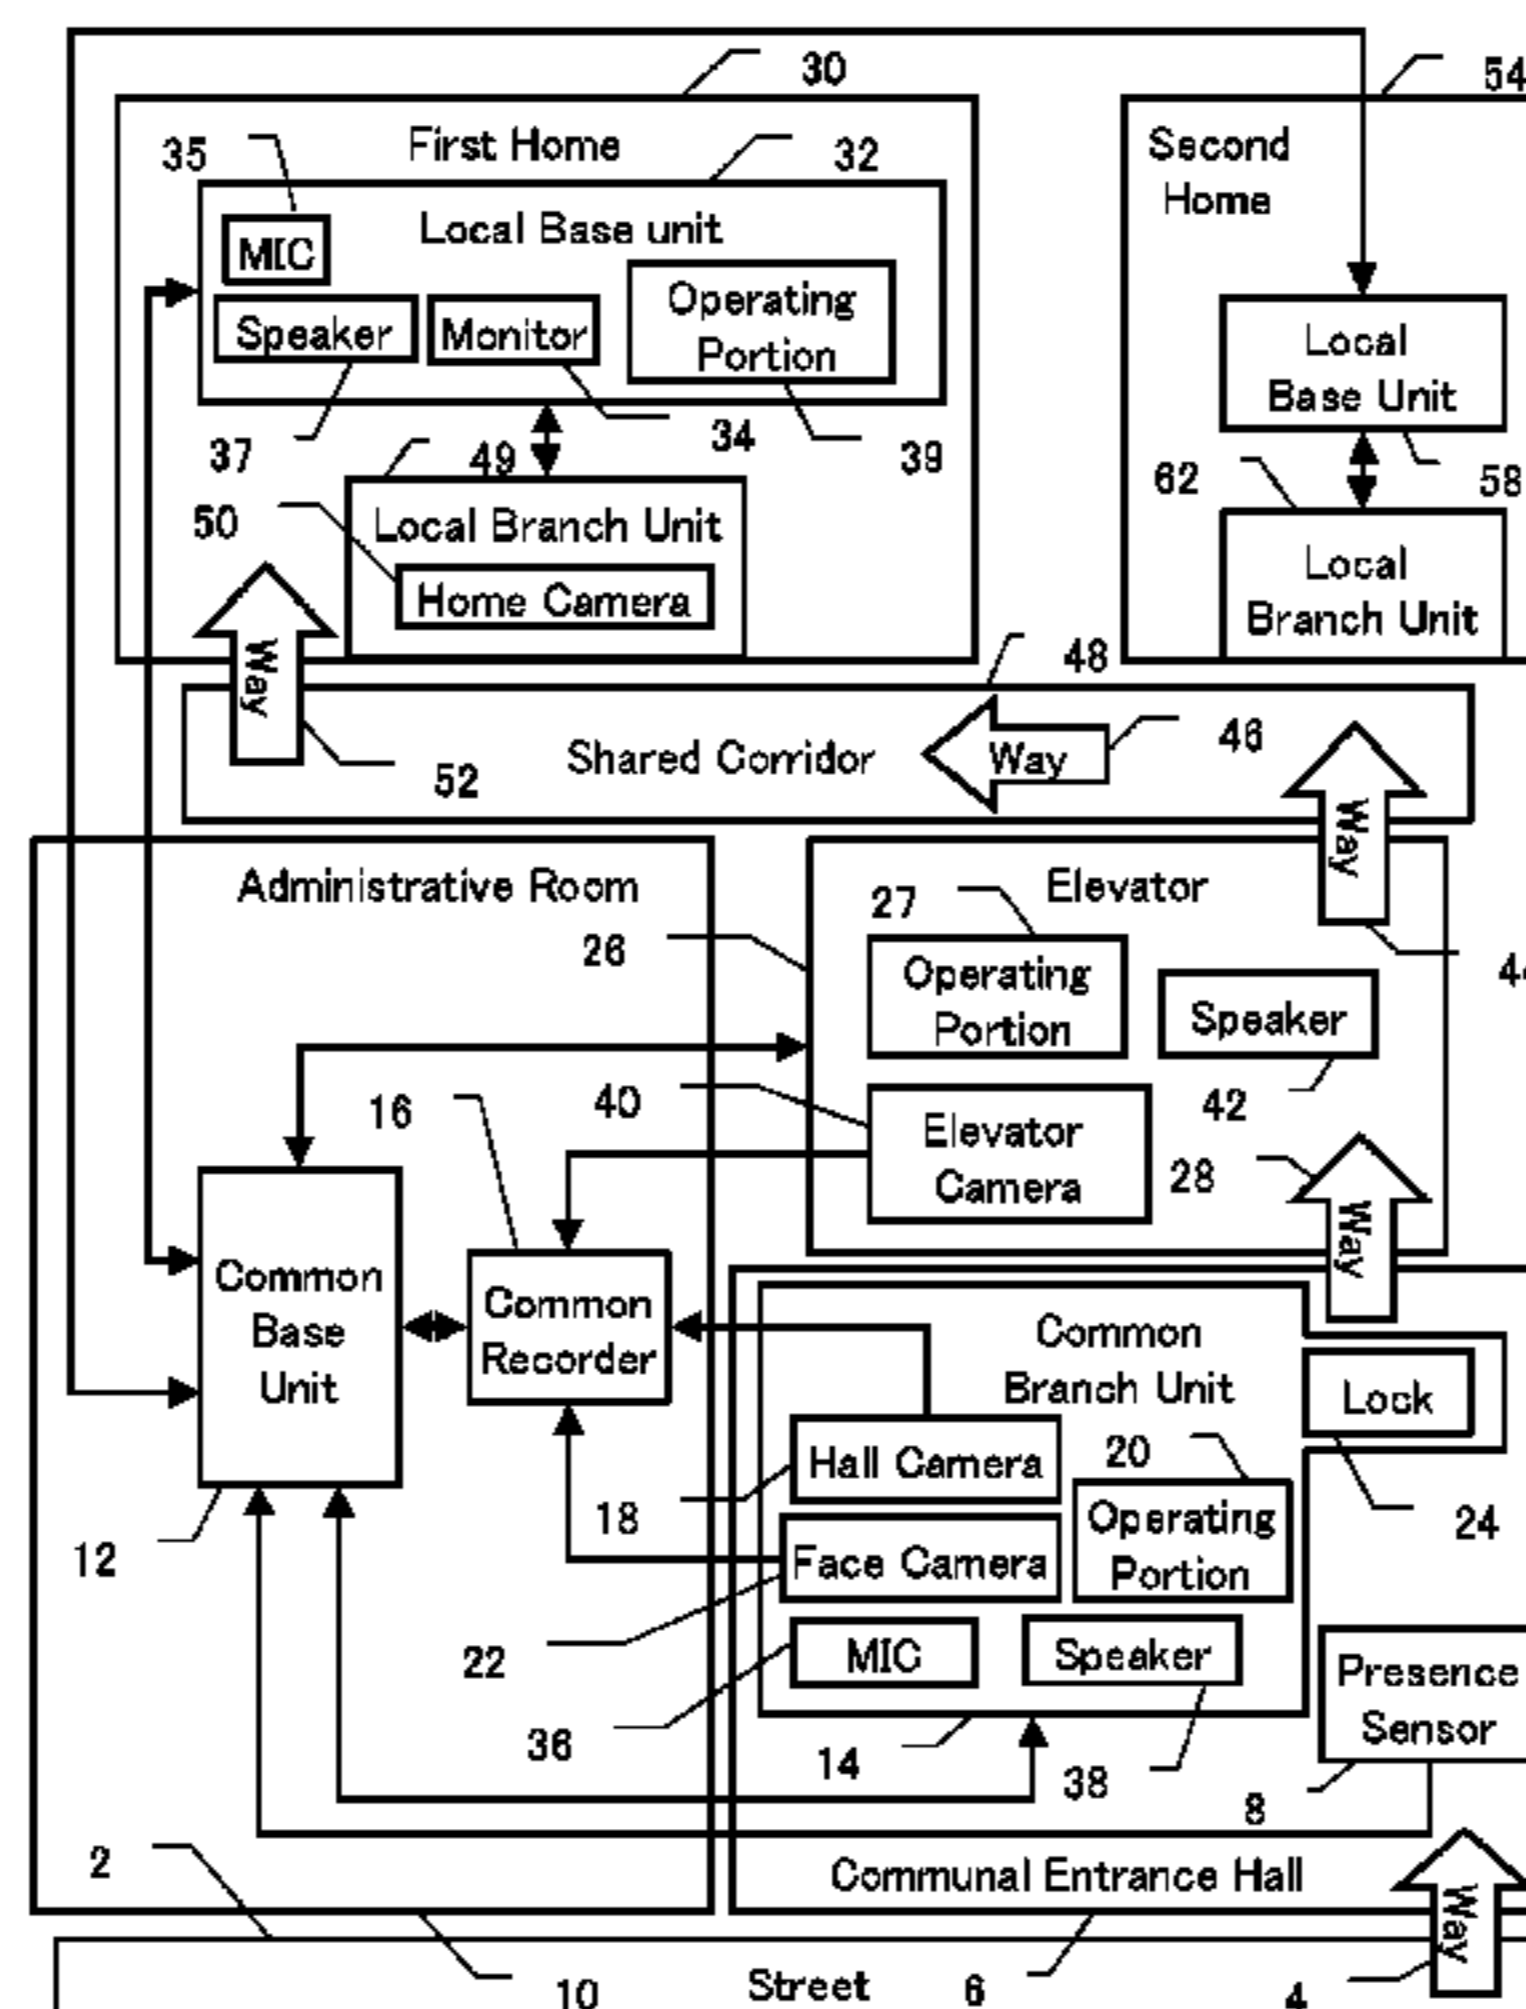 30
54
First Home
35
32
Second
Home
Local Base unit
MIC
Operating
Portion
Speaker
Monitor
Local
Base Unit
37
49
34
39
62
58
50
Local Branch Unit
Home Camera
Local
Branch Unit
Way
48
Shared Corridor
Way
46
52
Way
Administrative Room
Elevator
27
26
Operating
Portion
Speaker
16
40
42
Elevator
Camera
28
Way
Common
Base
Unit
Common
Recorder
Common
Branch Unit
Lock
Hall Camera
20
18
Operating
Portion
24
12
Face Camera
22
MIC
Speaker
Presence
Sensor
36
14
38
8
2
Communal Entrance Hall
Way
Street
10
6
4